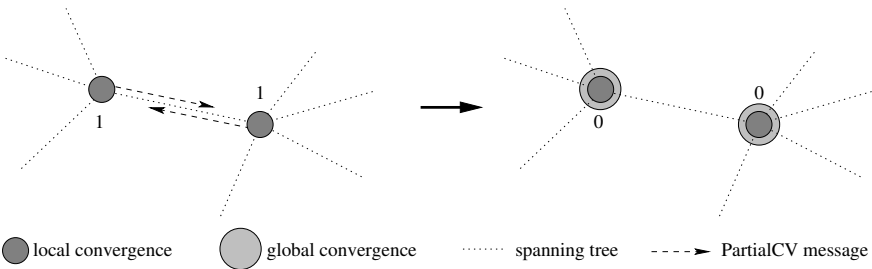 1
1
0
0
local convergence
global convergence
spanning tree
PartialCV message